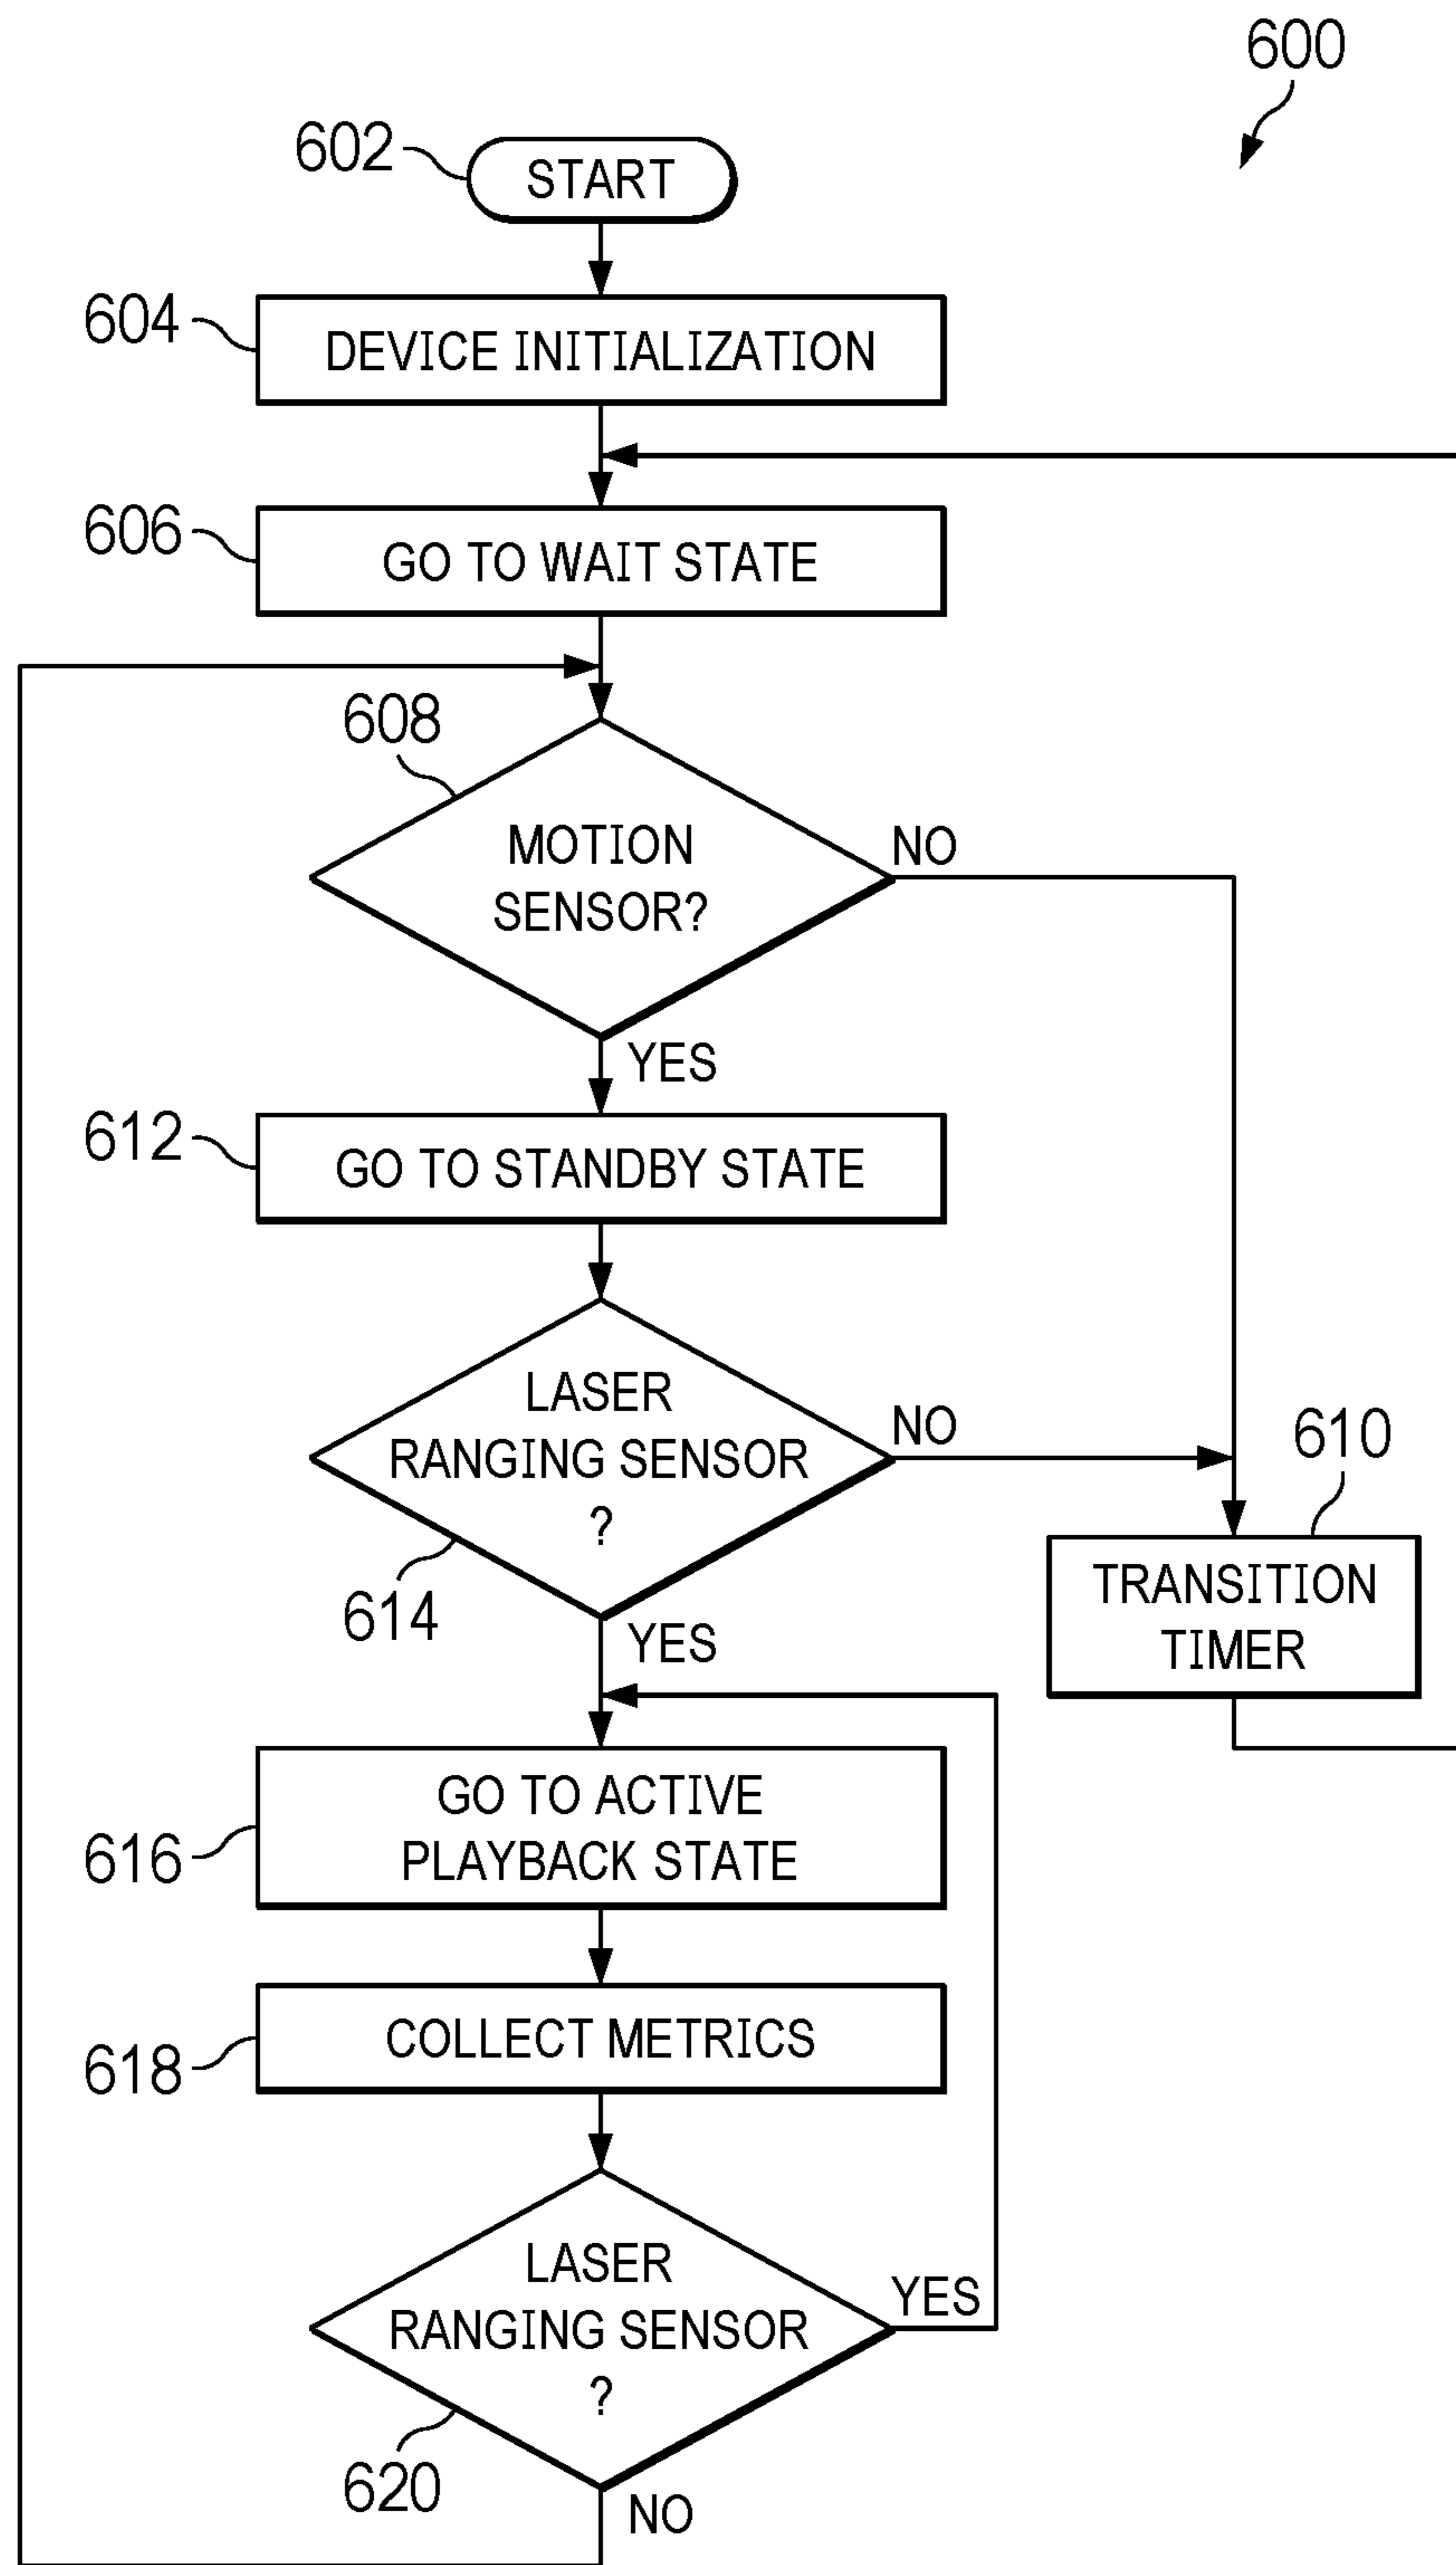 600
602
START
604
DEVICE INITIALIZATION
606
GO TO WAIT STATE
608
MOTION
SENSOR?
NO
YES
612
GO TO STANDBY STATE
LASER
RANGING SENSOR
?
NO
614
YES
610
TRANSITION
TIMER
GO TO ACTIVE
PLAYBACK STATE
616
COLLECT METRICS
618
LASER
RANGING SENSOR
?
YES
620
NO